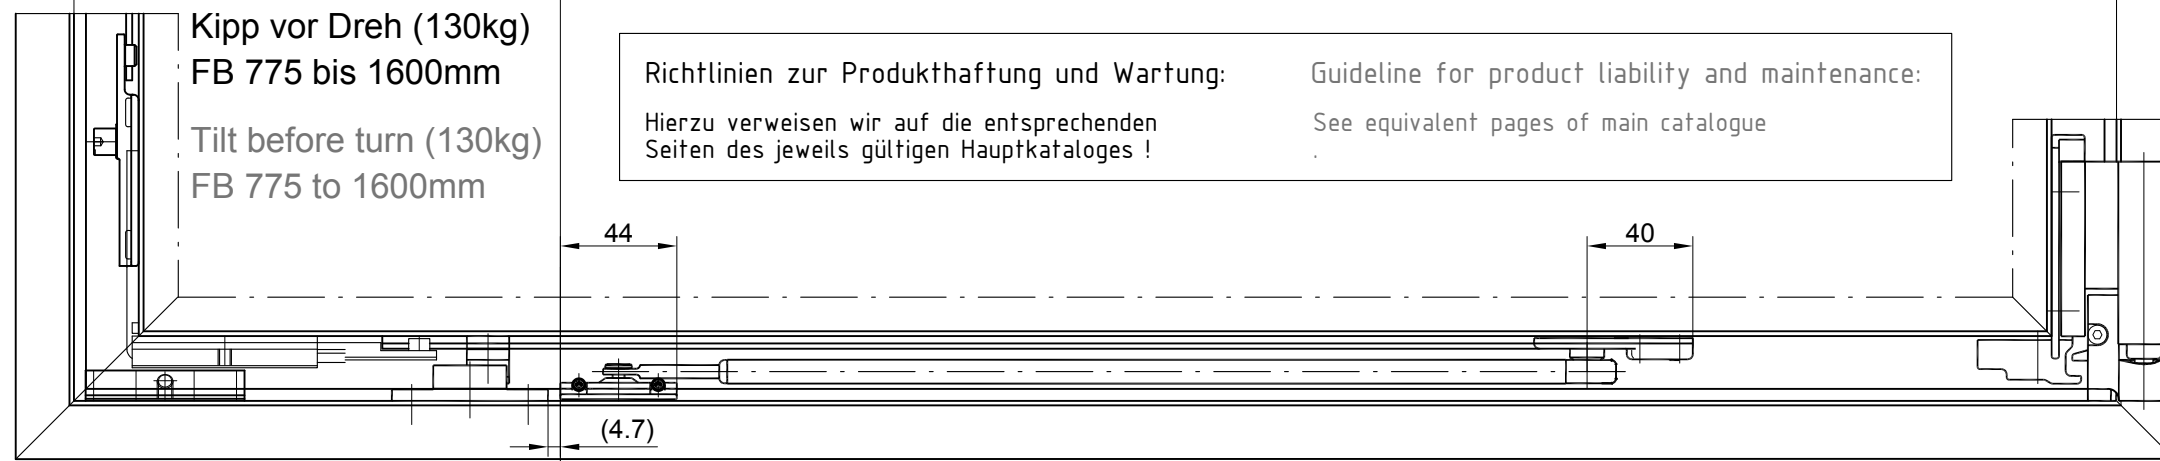 Kipp vor Dreh (130kg)
FB 775 bis 1600mm
Tilt before turn (130kg)
FB 775 to 1600mm
Richtlinien zur Produkthaftung und Wartung:
Hierzu verweisen wir auf die entsprechenden
Seiten des jeweils gültigen Hauptkataloges !
Guideline for product liability and maintenance:
See equivalent pages of main catalogue
.
44
40
(4.7)